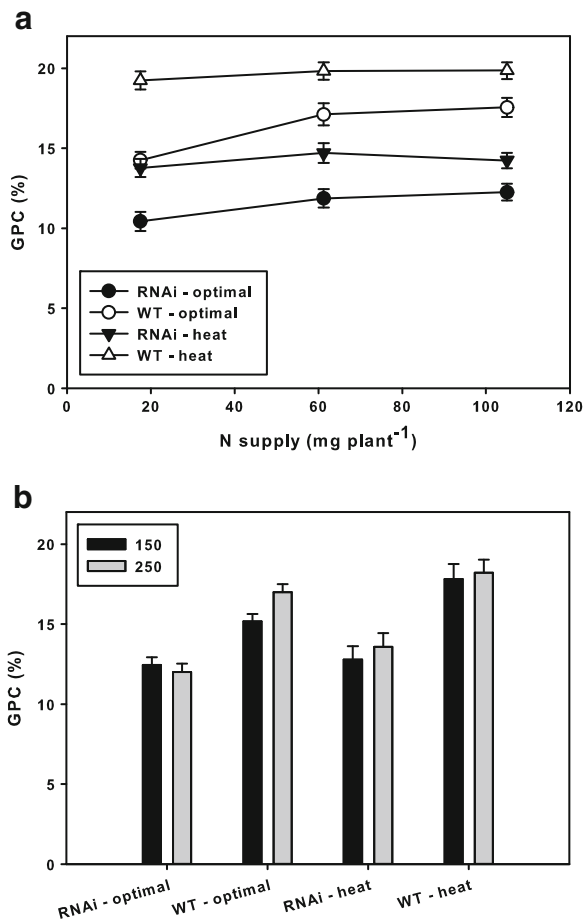 a
20
15
10
5
0
GPC (%)
RNAi - optimal
WT - optimal
RNAi - heat
WT - heat
0 20 40 60 80 100 120
N supply (mg plant⁻¹)
b
20
15
10
5
0
GPC (%)
150
250
RNAi - optimal WT - optimal RNAi - heat WT - heat